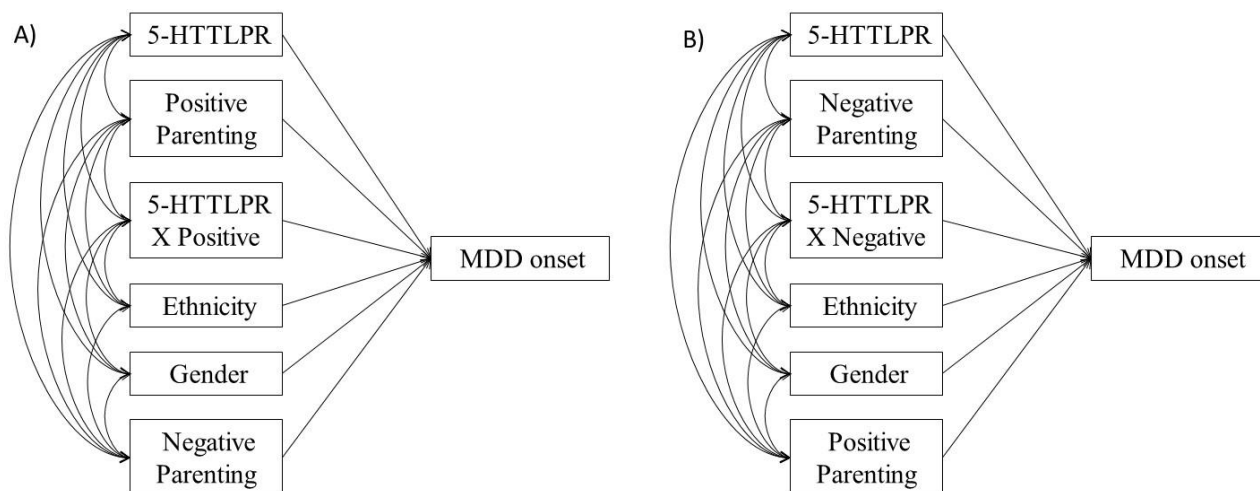 A)
5-HTTLPR
Positive
Parenting
5-HTTLPR
X Positive
Ethnicity
Gender
Negative
Parenting
MDD onset
B)
5-HTTLPR
Negative
Parenting
5-HTTLPR
X Negative
Ethnicity
Gender
Positive
Parenting
MDD onset